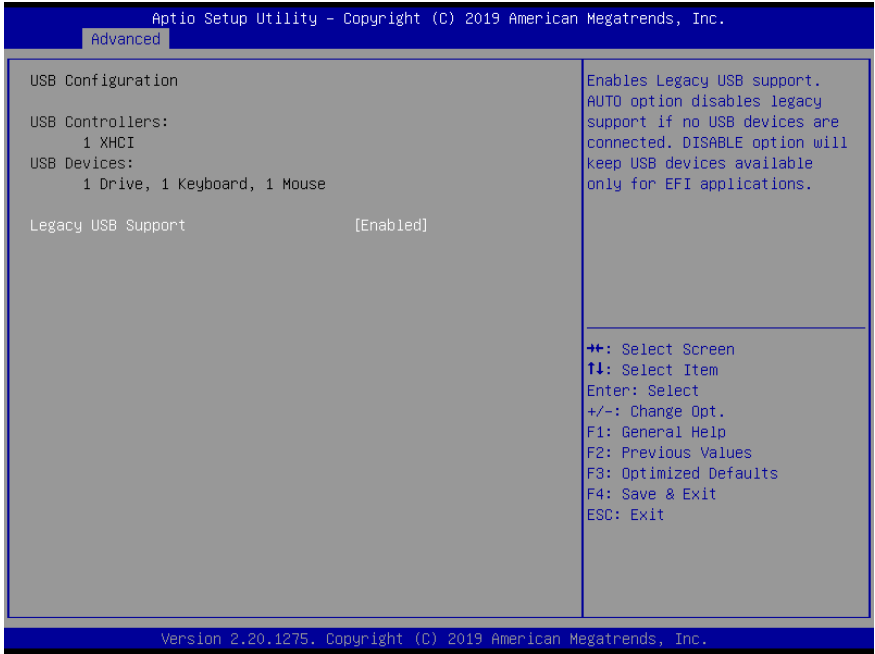 Aptio Setup Utility – Copyright (C) 2019 American Megatrends, Inc.
Advanced
USB Configuration
USB Controllers:
1 XHCI
USB Devices:
1 Drive, 1 Keyboard, 1 Mouse
Legacy USB Support [Enabled]
Enables Legacy USB support.
AUTO option disables legacy
support if no USB devices are
connected. DISABLE option will
keep USB devices available
only for EFI applications.
→←: Select Screen
↑↓: Select Item
Enter: Select
+/-: Change Opt.
F1: General Help
F2: Previous Values
F3: Optimized Defaults
F4: Save & Exit
ESC: Exit
Version 2.20.1275. Copyright (C) 2019 American Megatrends, Inc.